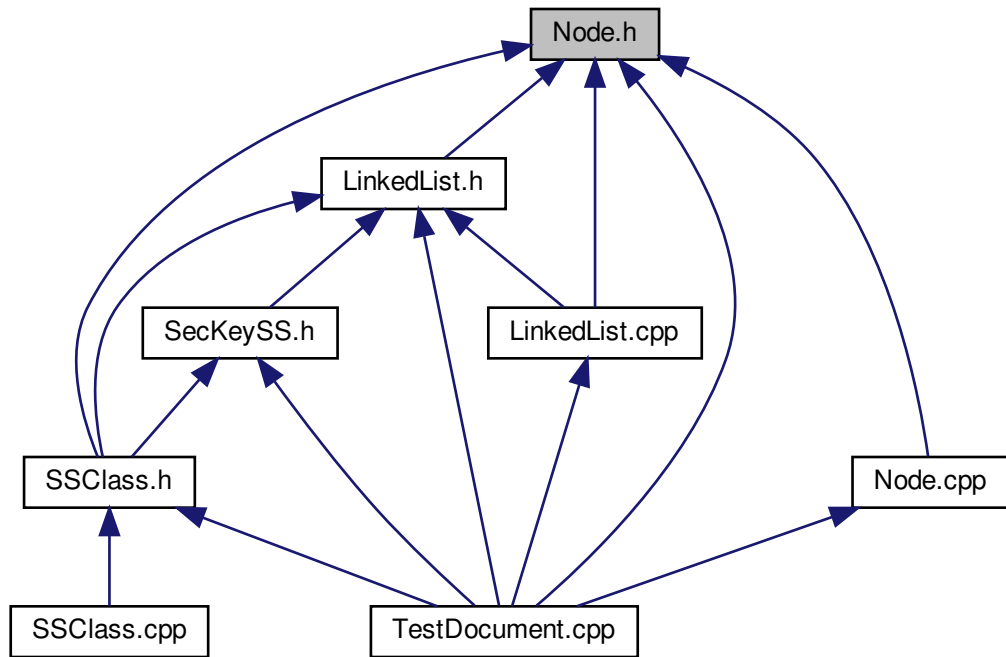 Node.h
LinkedList.h
SecKeySS.h
LinkedList.cpp
SSClass.h
Node.cpp
SSClass.cpp
TestDocument.cpp